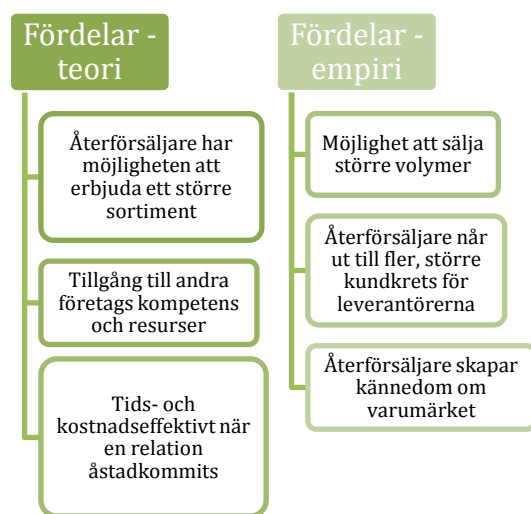 Fördelar -
teori
Återförsäljare har
möjligheten att
erbjuda ett större
sortiment
Tillgång till andra
företags kompetens
och resurser
Tids- och
kostnadseffektivt när
en relation
åstadkommits
Fördelar -
empiri
Möjlighet att sälja
större volymer
Återförsäljare når
ut till fler, större
kundkrets för
leverantörerna
Återförsäljare skapar
kännedom om
varumärket